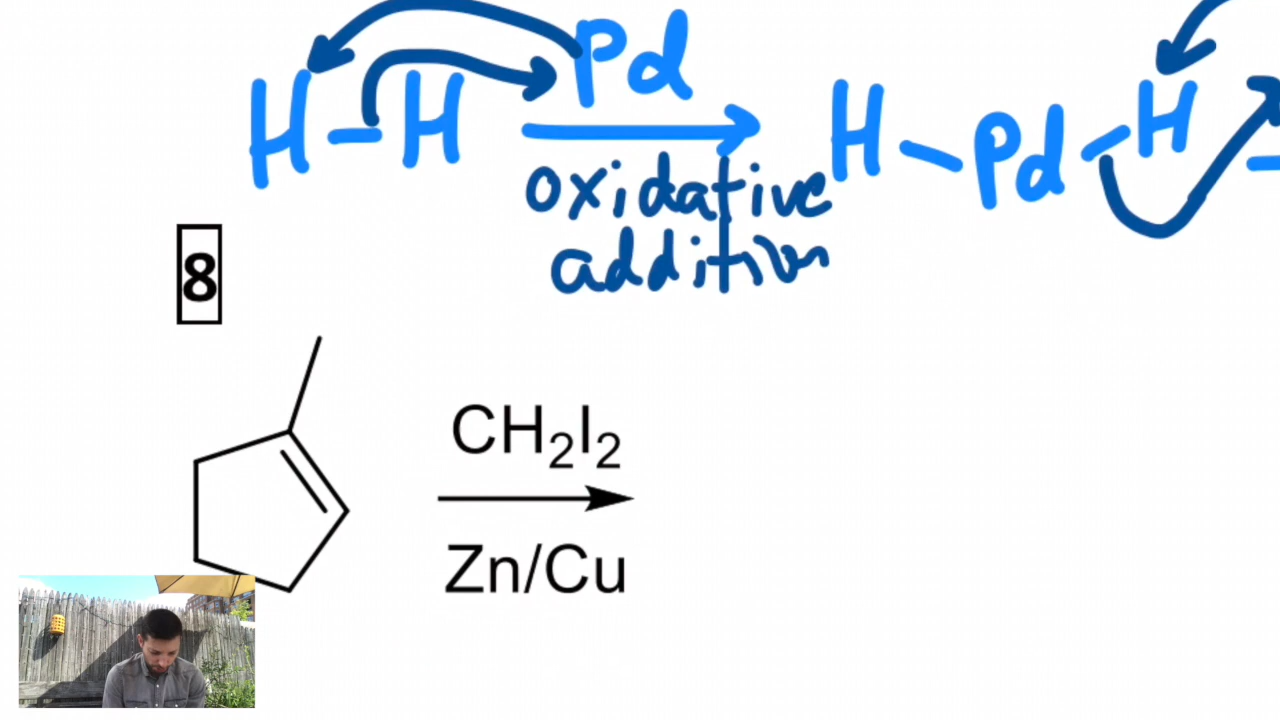 Pd
H-H H-Pd-H
oxidative
addition
8
CH₂I₂
Zn/Cu